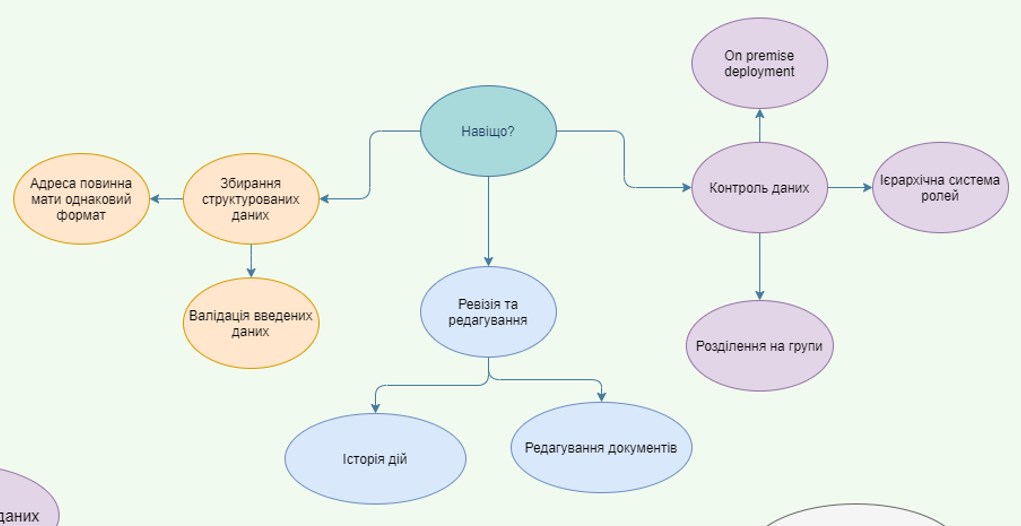 On premise
deployment
Навіщо?
Адреса повинна
мати однаковий
формат
Збирання
структурованих
даних
Контроль даних
Ієрархічна система
ролей
Валідація введених
даних
Ревізія та
редагування
Розділення на групи
Історія дій
Редагування документів
даних